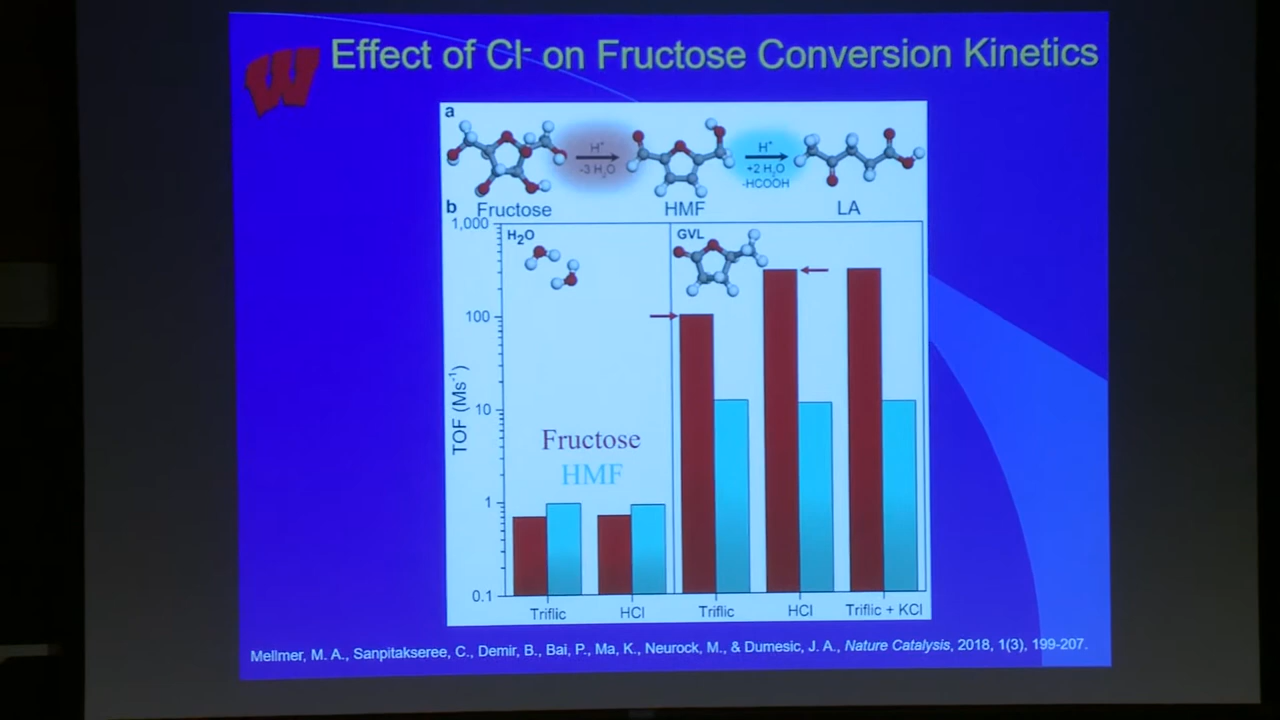 W
Effect of Cl⁻ on Fructose Conversion Kinetics
a
H⁺
-3 H₂O
H⁺
+2 H₂O
-HCOOH
Fructose
HMF
LA
b
H₂O
GVL
1,000
100
10
1
0.1
TOF (Ms⁻¹)
Fructose
HMF
Triflic
HCl
Triflic
HCl
Triflic + KCl
Mellmer, M. A., Sanpitakseree, C., Demir, B., Bai, P., Ma, K., Neurock, M., & Dumesic, J. A., Nature Catalysis, 2018, 1(3), 199-207.